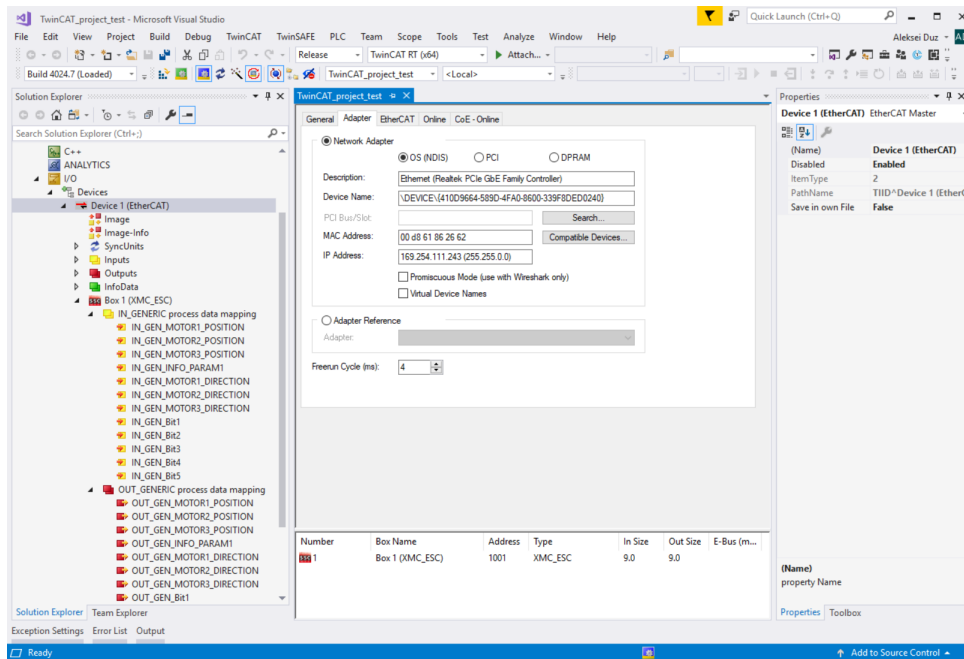 TwinCAT_project_test - Microsoft Visual Studio
Quick Launch (Ctrl+Q)
File Edit View Project Build Debug TwinCAT TwinSAFE PLC Team Scope Tools Test Analyze Window Help
Aleksei Duz
Release TwinCAT RT (x64) Attach...
Build 4024.7 (Loaded) TwinCAT_project_test <Local>
Solution Explorer
Search Solution Explorer (Ctrl+;)
C++
ANALYTICS
I/O
Devices
Device 1 (EtherCAT)
Image
Image-Info
SyncUnits
Inputs
Outputs
InfoData
Box 1 (XMC_ESC)
IN_GENERIC process data mapping
IN_GEN_MOTOR1_POSITION
IN_GEN_MOTOR2_POSITION
IN_GEN_MOTOR3_POSITION
IN_GEN_INFO_PARAM1
IN_GEN_MOTOR1_DIRECTION
IN_GEN_MOTOR2_DIRECTION
IN_GEN_MOTOR3_DIRECTION
IN_GEN_Bit1
IN_GEN_Bit2
IN_GEN_Bit3
IN_GEN_Bit4
IN_GEN_Bit5
OUT_GENERIC process data mapping
OUT_GEN_MOTOR1_POSITION
OUT_GEN_MOTOR2_POSITION
OUT_GEN_MOTOR3_POSITION
OUT_GEN_INFO_PARAM1
OUT_GEN_MOTOR1_DIRECTION
OUT_GEN_MOTOR2_DIRECTION
OUT_GEN_MOTOR3_DIRECTION
OUT_GEN_Bit1
Solution Explorer Team Explorer
TwinCAT_project_test
General Adapter EtherCAT Online CoE - Online
Network Adapter
OS (NDIS) PCI DPRAM
Description: Ethernet (Realtek PCIe GbE Family Controller)
Device Name: \DEVICE\{410D9664-589D-4FA0-8600-339F8DED0240}
PCI Bus/Slot: Search...
MAC Address: 00 d8 61 86 26 62 Compatible Devices...
IP Address: 169.254.111.243 (255.255.0.0)
Promiscuous Mode (use with Wireshark only)
Virtual Device Names
Adapter Reference
Adapter:
Freerun Cycle (ms): 4
Number Box Name Address Type In Size Out Size E-Bus (m...
1 Box 1 (XMC_ESC) 1001 XMC_ESC 9.0 9.0
Properties
Device 1 (EtherCAT) EtherCAT Master
(Name) Device 1 (EtherCAT)
Disabled Enabled
ItemType 2
PathName TIID^Device 1 (EtherC
Save in own File False
(Name)
property Name
Properties Toolbox
Exception Settings Error List Output
Ready Add to Source Control